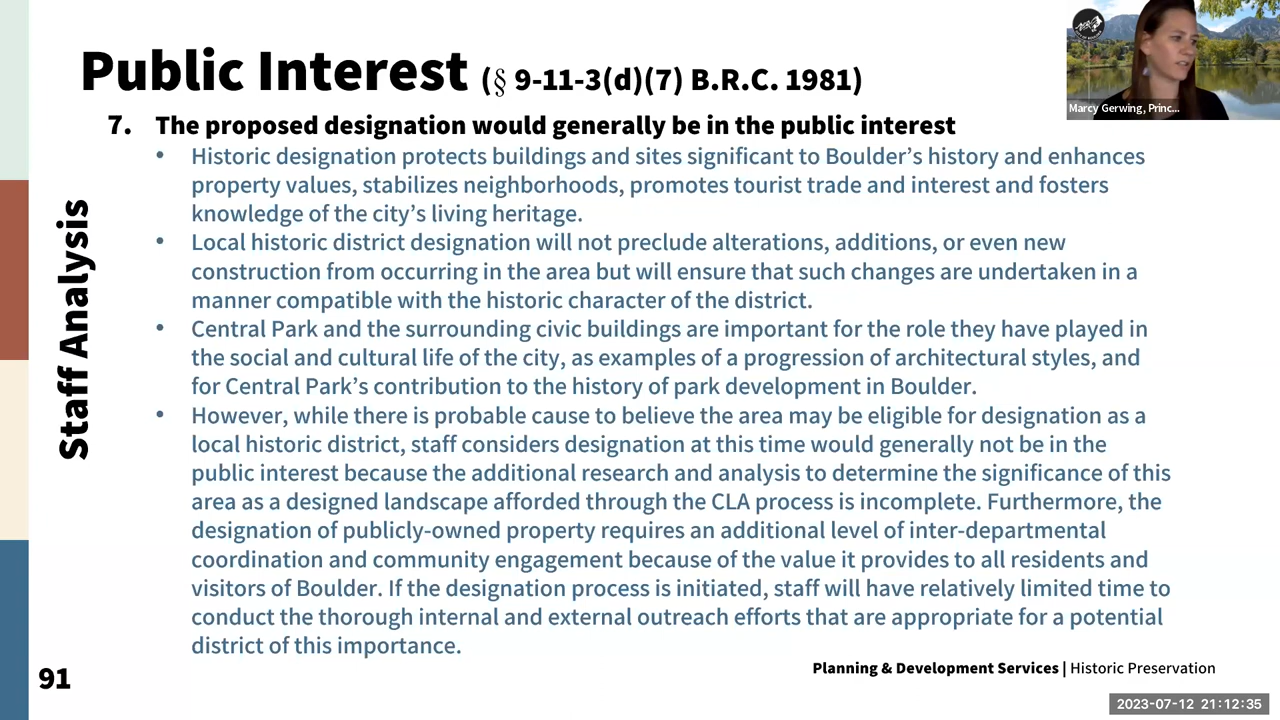 Public Interest (§ 9-11-3(d)(7) B.R.C. 1981)
Marcy Gerwing, Princ...
7. The proposed designation would generally be in the public interest
• Historic designation protects buildings and sites significant to Boulder's history and enhances
property values, stabilizes neighborhoods, promotes tourist trade and interest and fosters
knowledge of the city's living heritage.
• Local historic district designation will not preclude alterations, additions, or even new
construction from occurring in the area but will ensure that such changes are undertaken in a
manner compatible with the historic character of the district.
• Central Park and the surrounding civic buildings are important for the role they have played in
the social and cultural life of the city, as examples of a progression of architectural styles, and
for Central Park's contribution to the history of park development in Boulder.
• However, while there is probable cause to believe the area may be eligible for designation as a
local historic district, staff considers designation at this time would generally not be in the
public interest because the additional research and analysis to determine the significance of this
area as a designed landscape afforded through the CLA process is incomplete. Furthermore, the
designation of publicly-owned property requires an additional level of inter-departmental
coordination and community engagement because of the value it provides to all residents and
visitors of Boulder. If the designation process is initiated, staff will have relatively limited time to
conduct the thorough internal and external outreach efforts that are appropriate for a potential
district of this importance.
Staff Analysis
91
Planning & Development Services | Historic Preservation
2023-07-12 21:12:35